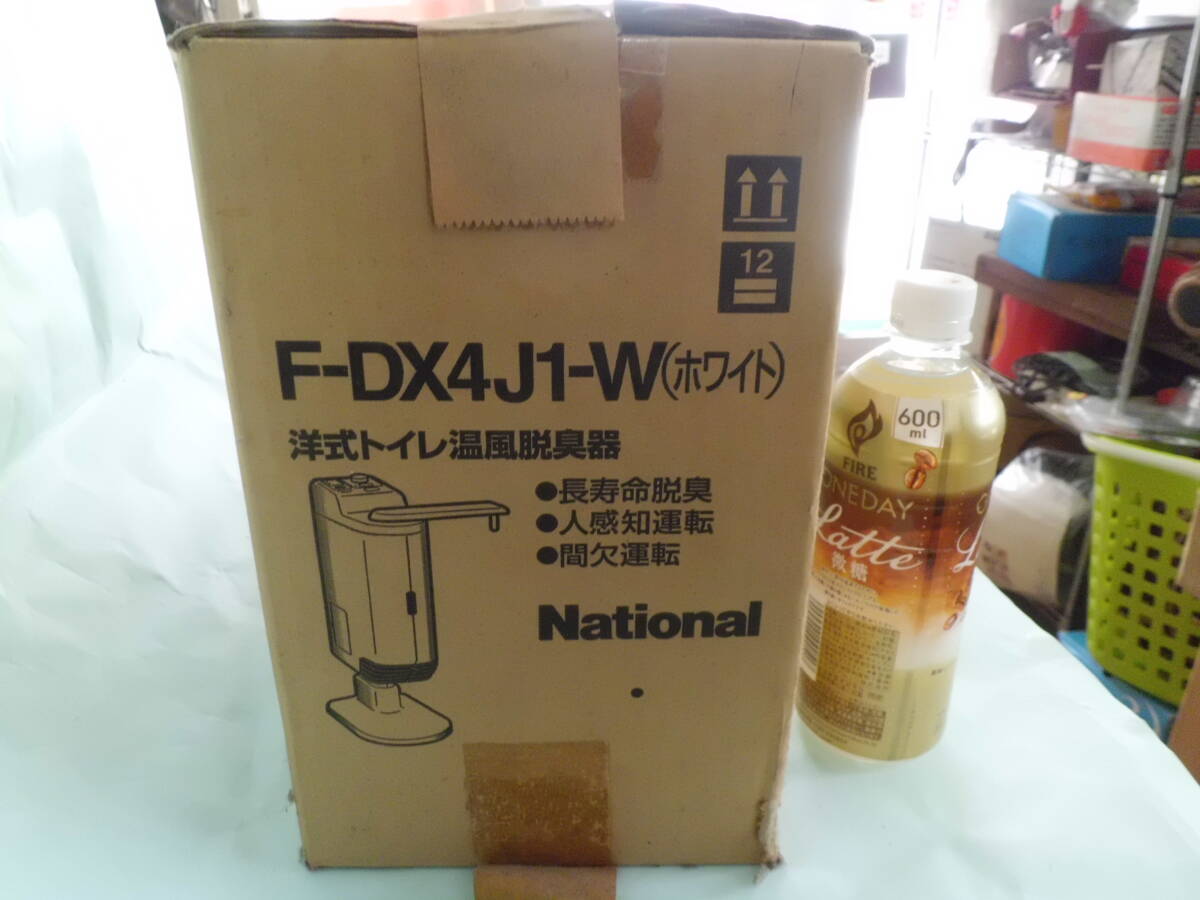 12
F-DX4J1-W(ホワイト)
洋式トイレ温風脱臭器
●長寿命脱臭
●人感知運転
●間欠運転
National
600
ml
FIRE
ONEDAY
Latte
微糖